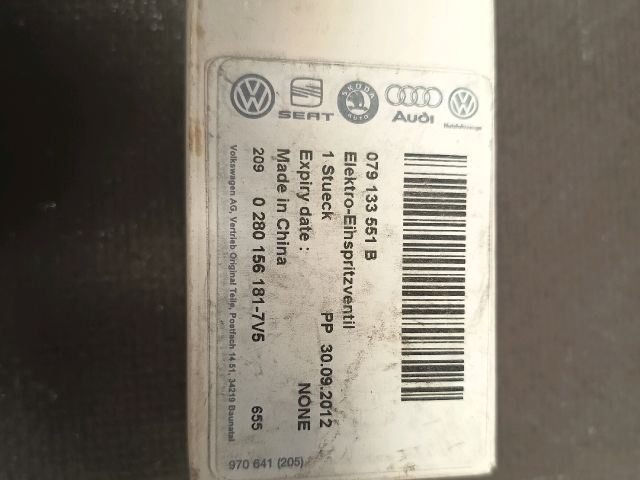 SEAT ŠKODA AUTO Audi Nutzfahrzeuge
079 133 551 B
Elektro-Eihspritzventil
1 Stueck PP 30.09.2012
Expiry date : NONE
Made in China
209 0 280 156 181-7V5 655
Volkswagen AG, Vertrieb Original Teile, Postfach 14 51, 34219 Baunatal
970 641 (205)